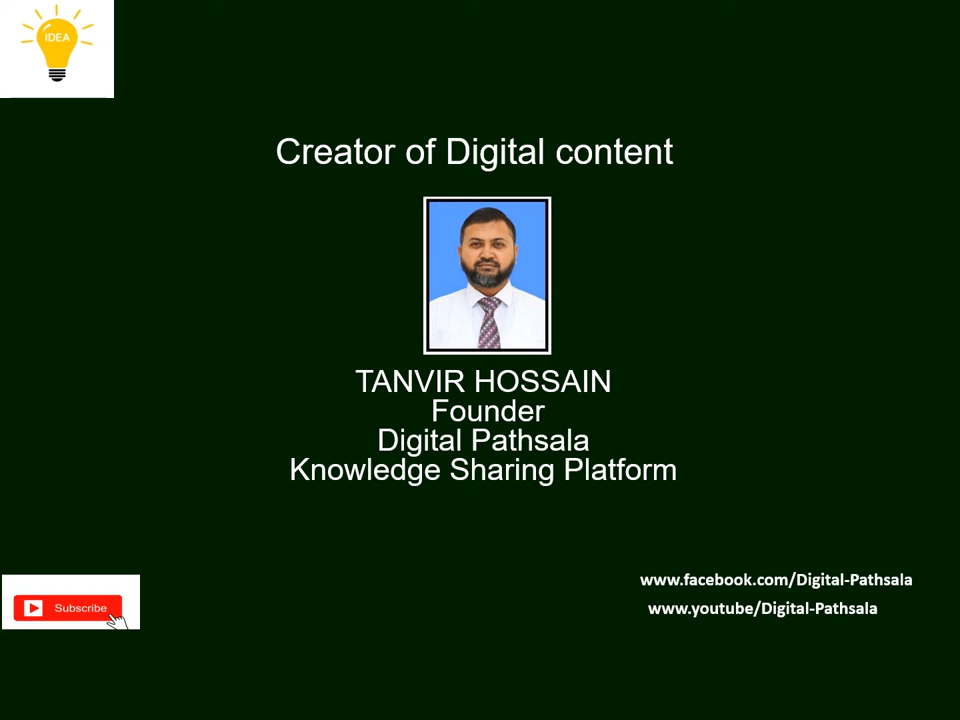 IDEA
Creator of Digital content
TANVIR HOSSAIN
Founder
Digital Pathsala
Knowledge Sharing Platform
www.facebook.com/Digital-Pathsala
www.youtube/Digital-Pathsala
Subscribe